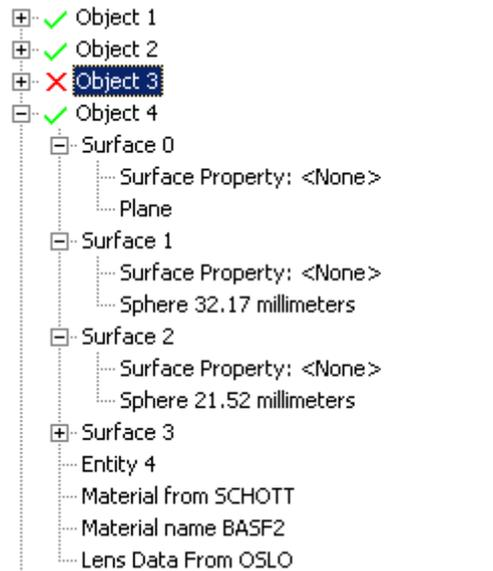 Object 1
Object 2
Object 3
Object 4
Surface 0
Surface Property: <None>
Plane
Surface 1
Surface Property: <None>
Sphere 32.17 millimeters
Surface 2
Surface Property: <None>
Sphere 21.52 millimeters
Surface 3
Entity 4
Material from SCHOTT
Material name BASF2
Lens Data From OSLO